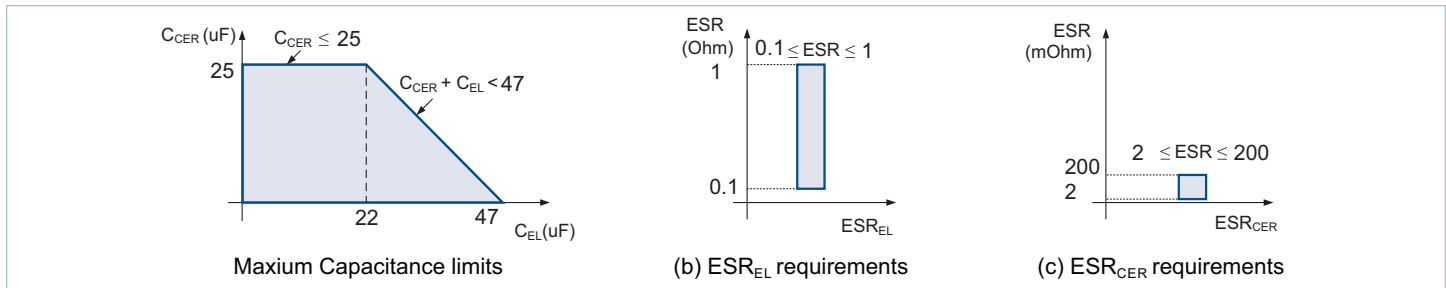 C_CER (uF)
C_CER ≤ 25
25
C_CER + C_EL < 47
22
47
C_EL(uF)
Maxium Capacitance limits
ESR
(Ohm)
0.1 ≤ ESR ≤ 1
1
0.1
ESR_EL
(b) ESR_EL requirements
ESR
(mOhm)
2 ≤ ESR ≤ 200
200
2
ESR_CER
(c) ESR_CER requirements